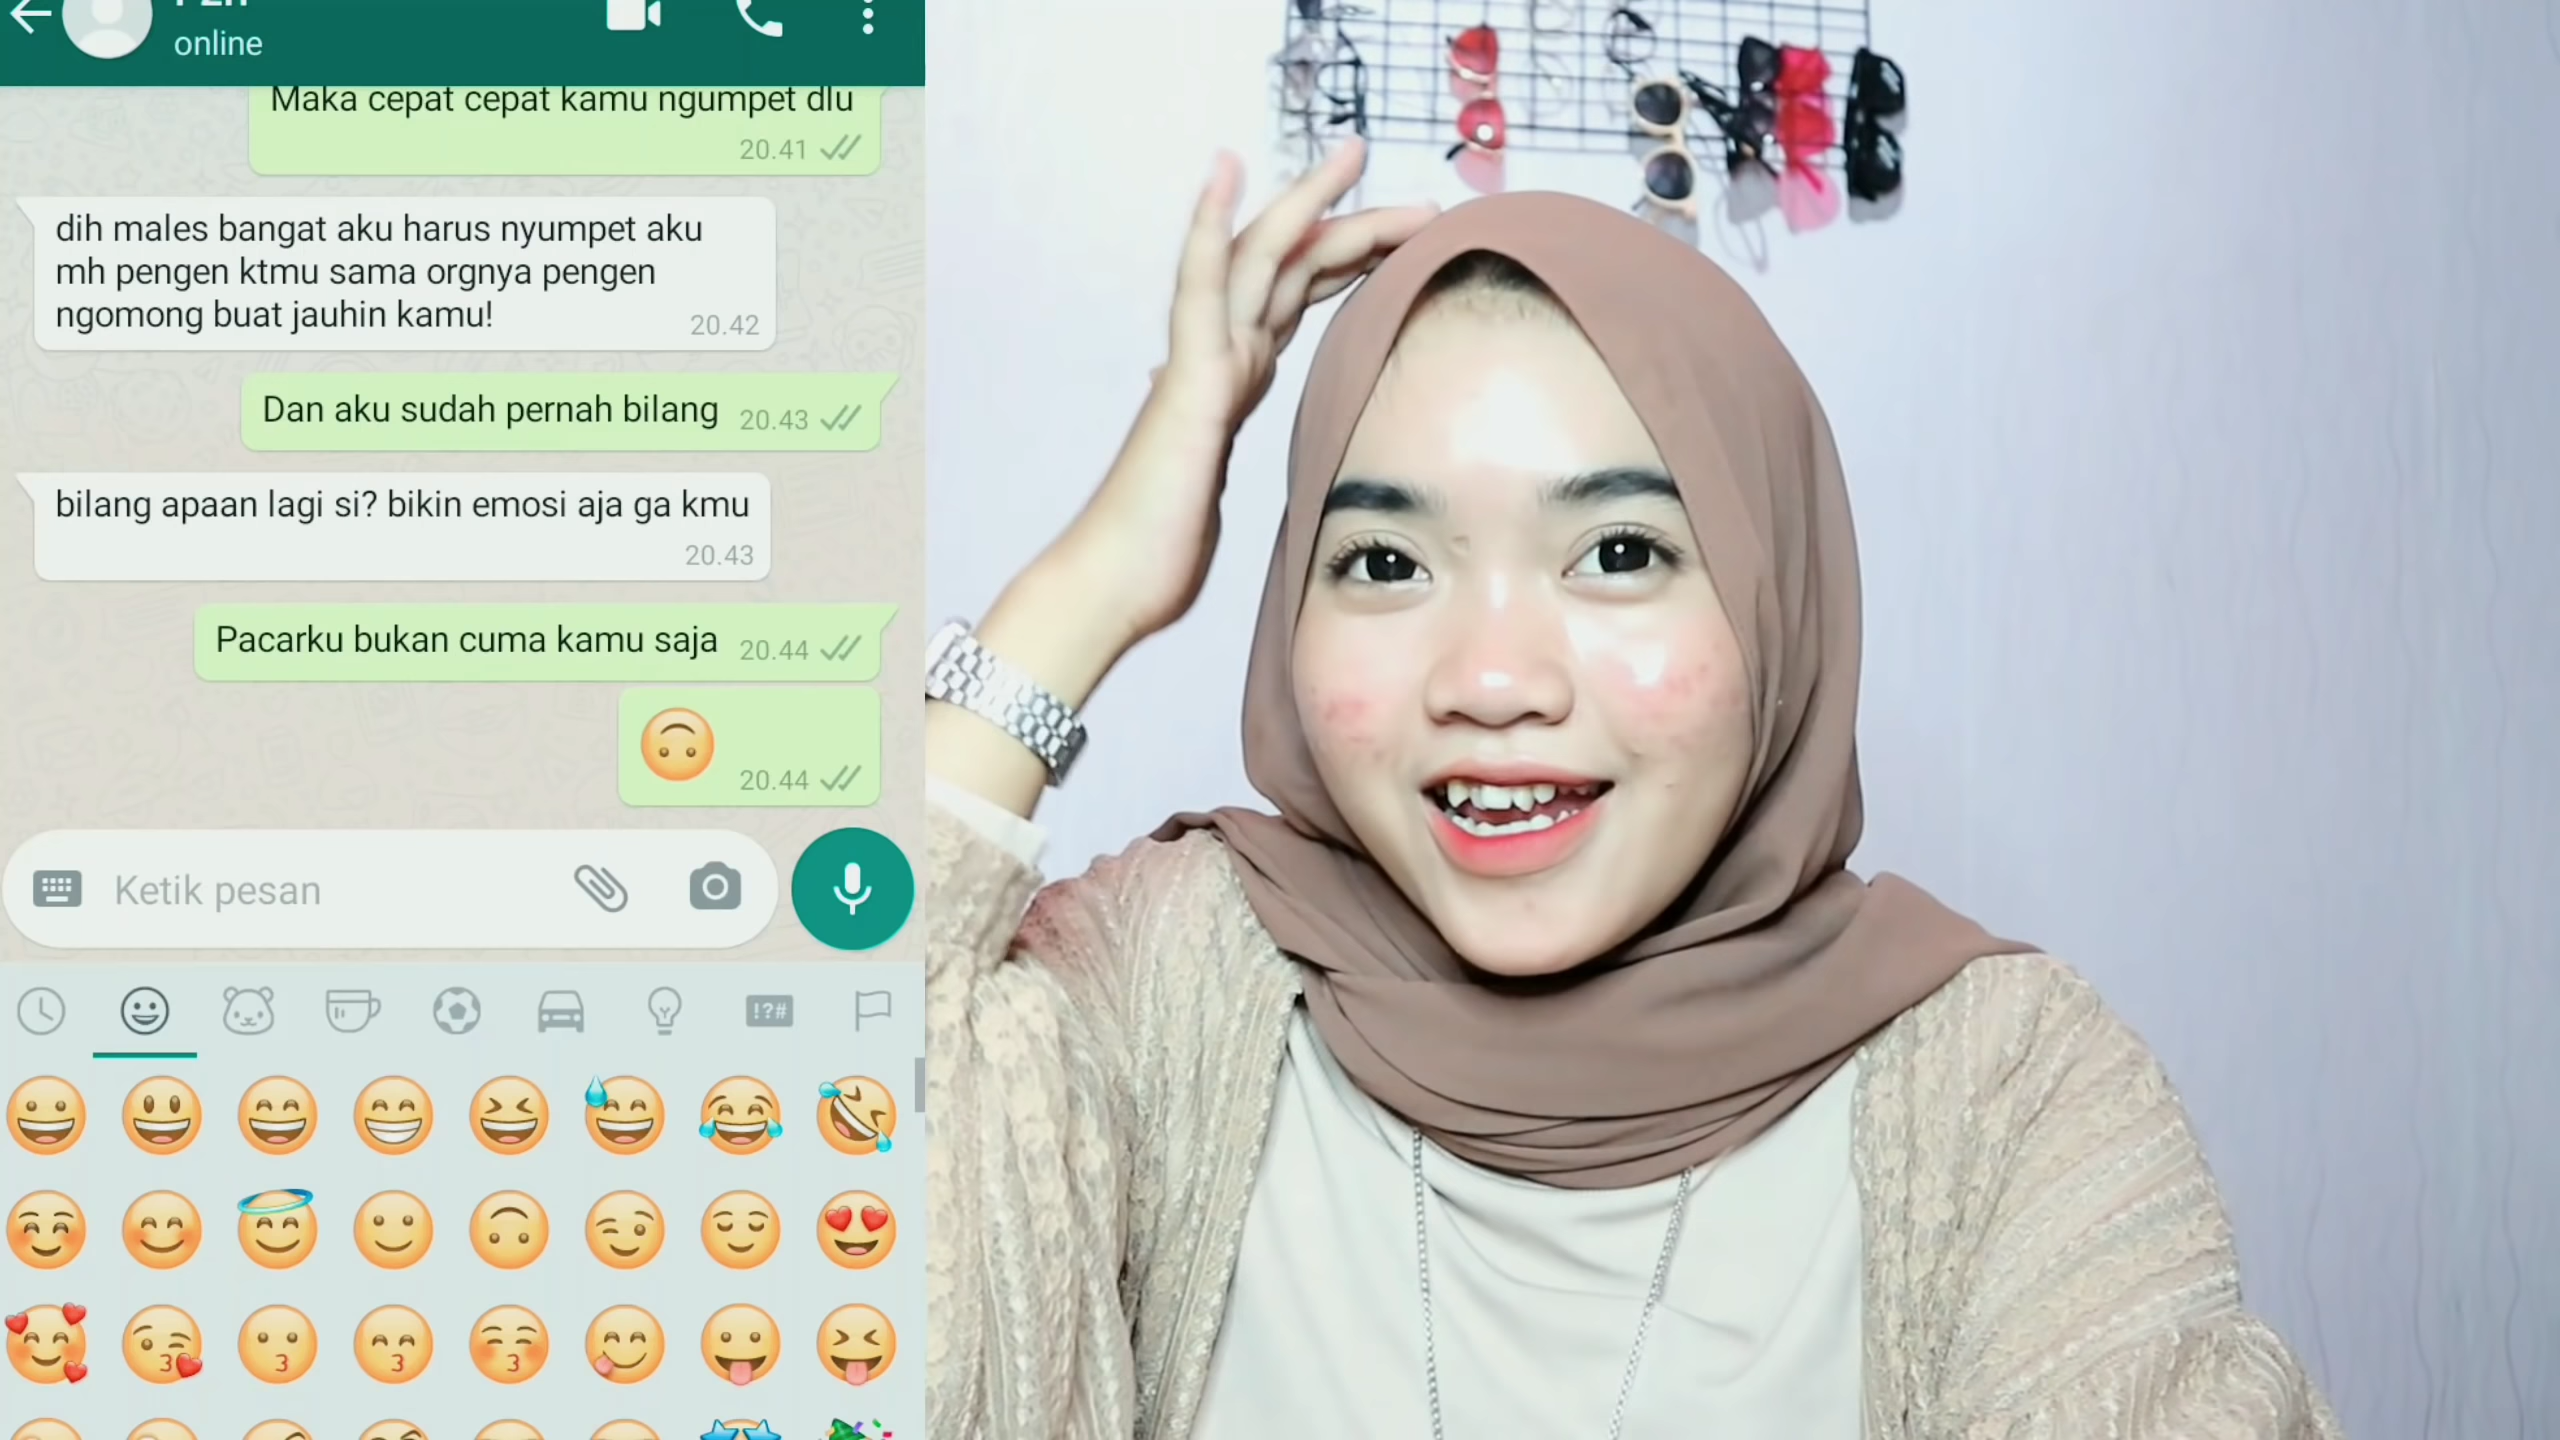 online
Maka cepat cepat kamu ngumpet dlu
20.41
dih males bangat aku harus nyumpet aku
mh pengen ktmu sama orgnya pengen
ngomong buat jauhin kamu!
20.42
Dan aku sudah pernah bilang
20.43
bilang apaan lagi si? bikin emosi aja ga kmu
20.43
Pacarku bukan cuma kamu saja
20.44
20.44
Ketik pesan
!?#